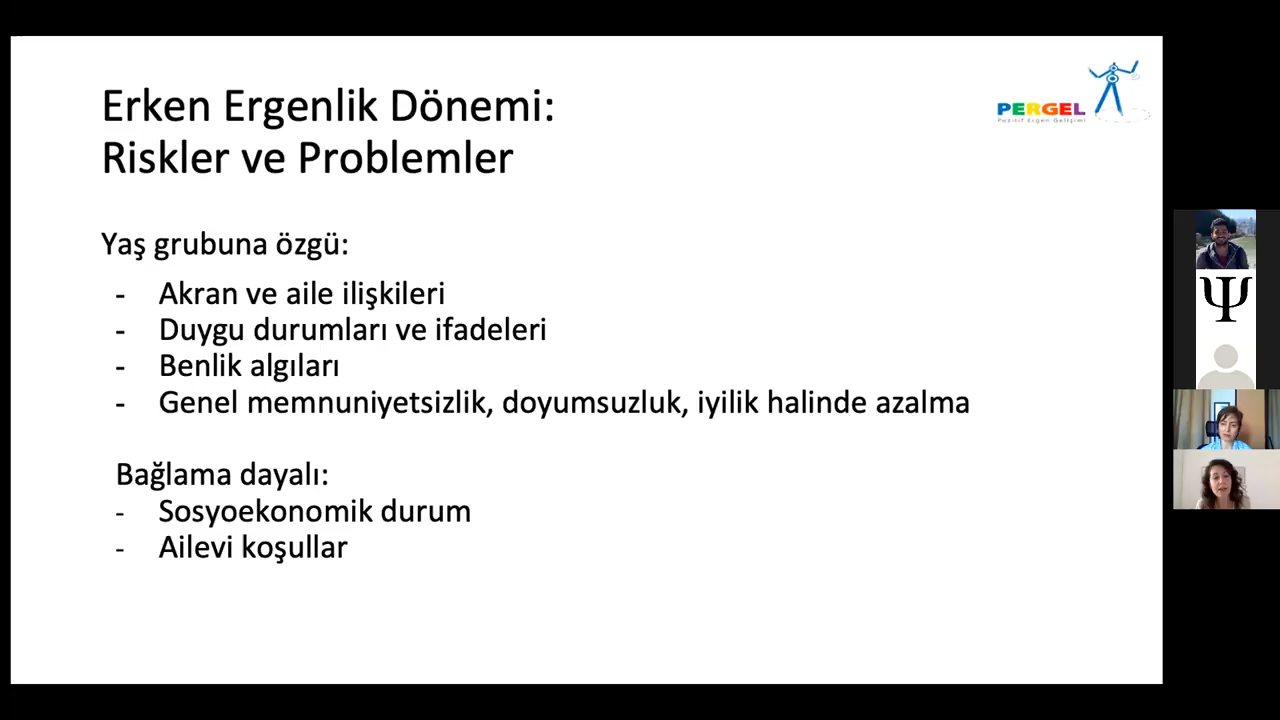 Erken Ergenlik Dönemi:
Riskler ve Problemler
PERGEL
Pozitif Ergen Gelişimi
Yaş grubuna özgü:
- Akran ve aile ilişkileri
- Duygu durumları ve ifadeleri
- Benlik algıları
- Genel memnuniyetsizlik, doyumsuzluk, iyilik halinde azalma
Bağlama dayalı:
- Sosyoekonomik durum
- Ailevi koşullar
Ψ